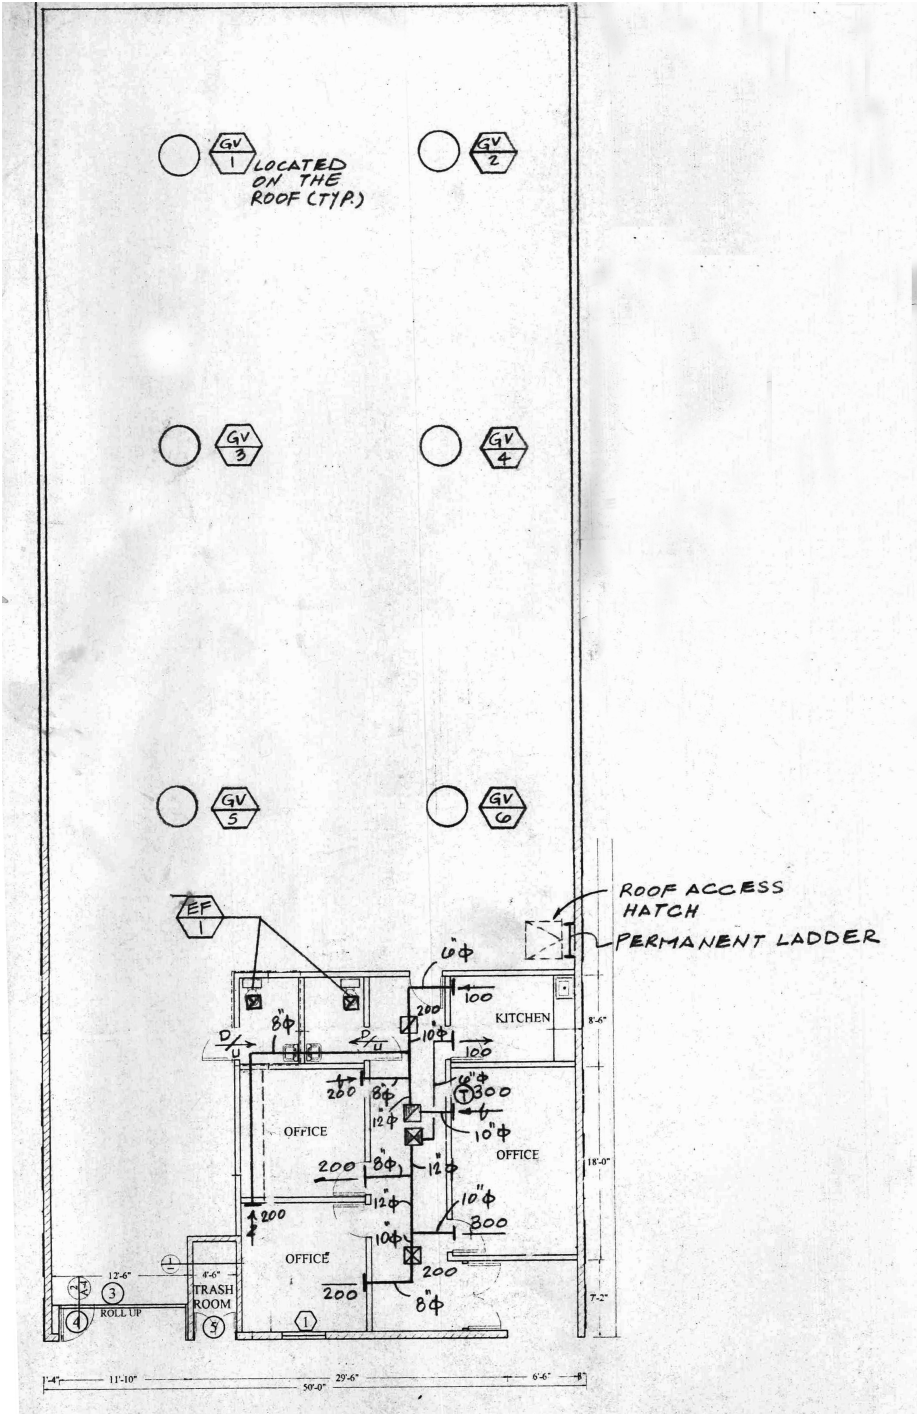 GV
1
LOCATED
ON THE
ROOF (TYP.)
GV
2
GV
3
GV
4
GV
5
GV
6
EF
1
ROOF ACCESS
HATCH
PERMANENT LADDER
6"ϕ
100
200
KITCHEN
8'-6"
D
U
8"ϕ
D
U
10"ϕ
100
6"ϕ
T
300
200
8"ϕ
12"ϕ
10"ϕ
OFFICE
OFFICE
18'-0"
200
8"ϕ
12"ϕ
12"ϕ
10"ϕ
300
200
10"ϕ
OFFICE
200
200
8"ϕ
1
12'-6"
4'-6"
TRASH
ROOM
2
3
ROLL UP
4
5
1
7'-2"
1'-4"
11'-10"
29'-6"
6'-6"
8"
50'-0"